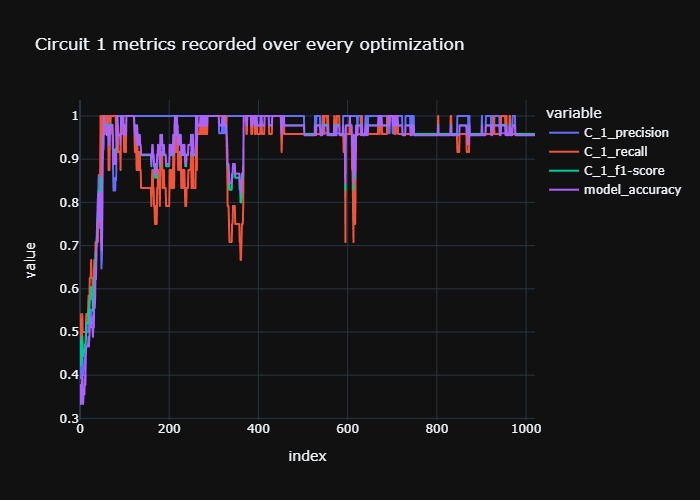 Circuit 1 metrics recorded over every optimization
variable
C_1_precision
C_1_recall
C_1_f1-score
model_accuracy
value
1
0.9
0.8
0.7
0.6
0.5
0.4
0.3
0 200 400 600 800 1000
index